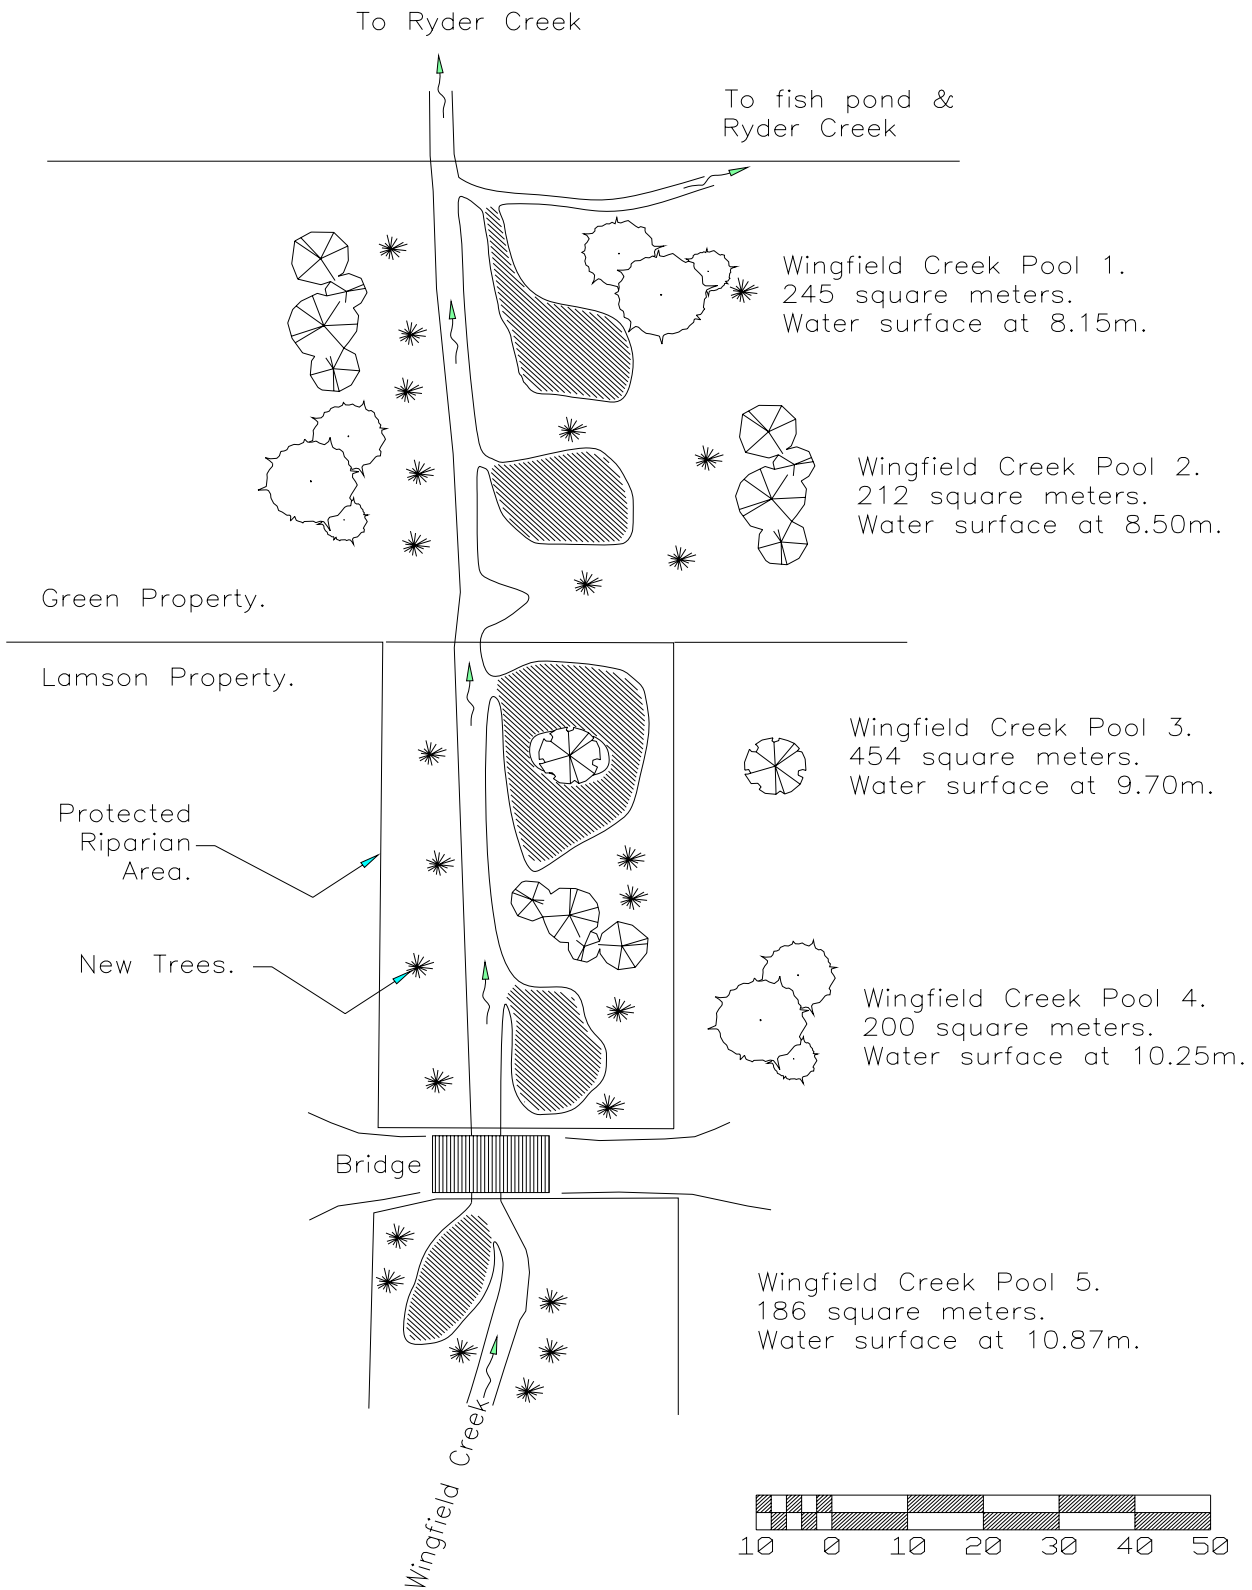 To Ryder Creek
To fish pond &
Ryder Creek
Wingfield Creek Pool 1.
245 square meters.
Water surface at 8.15m.
Wingfield Creek Pool 2.
212 square meters.
Water surface at 8.50m.
Green Property.
Lamson Property.
Wingfield Creek Pool 3.
454 square meters.
Water surface at 9.70m.
Protected
Riparian
Area.
New Trees.
Wingfield Creek Pool 4.
200 square meters.
Water surface at 10.25m.
Bridge
Wingfield Creek Pool 5.
186 square meters.
Water surface at 10.87m.
Wingfield Creek
10 0 10 20 30 40 50